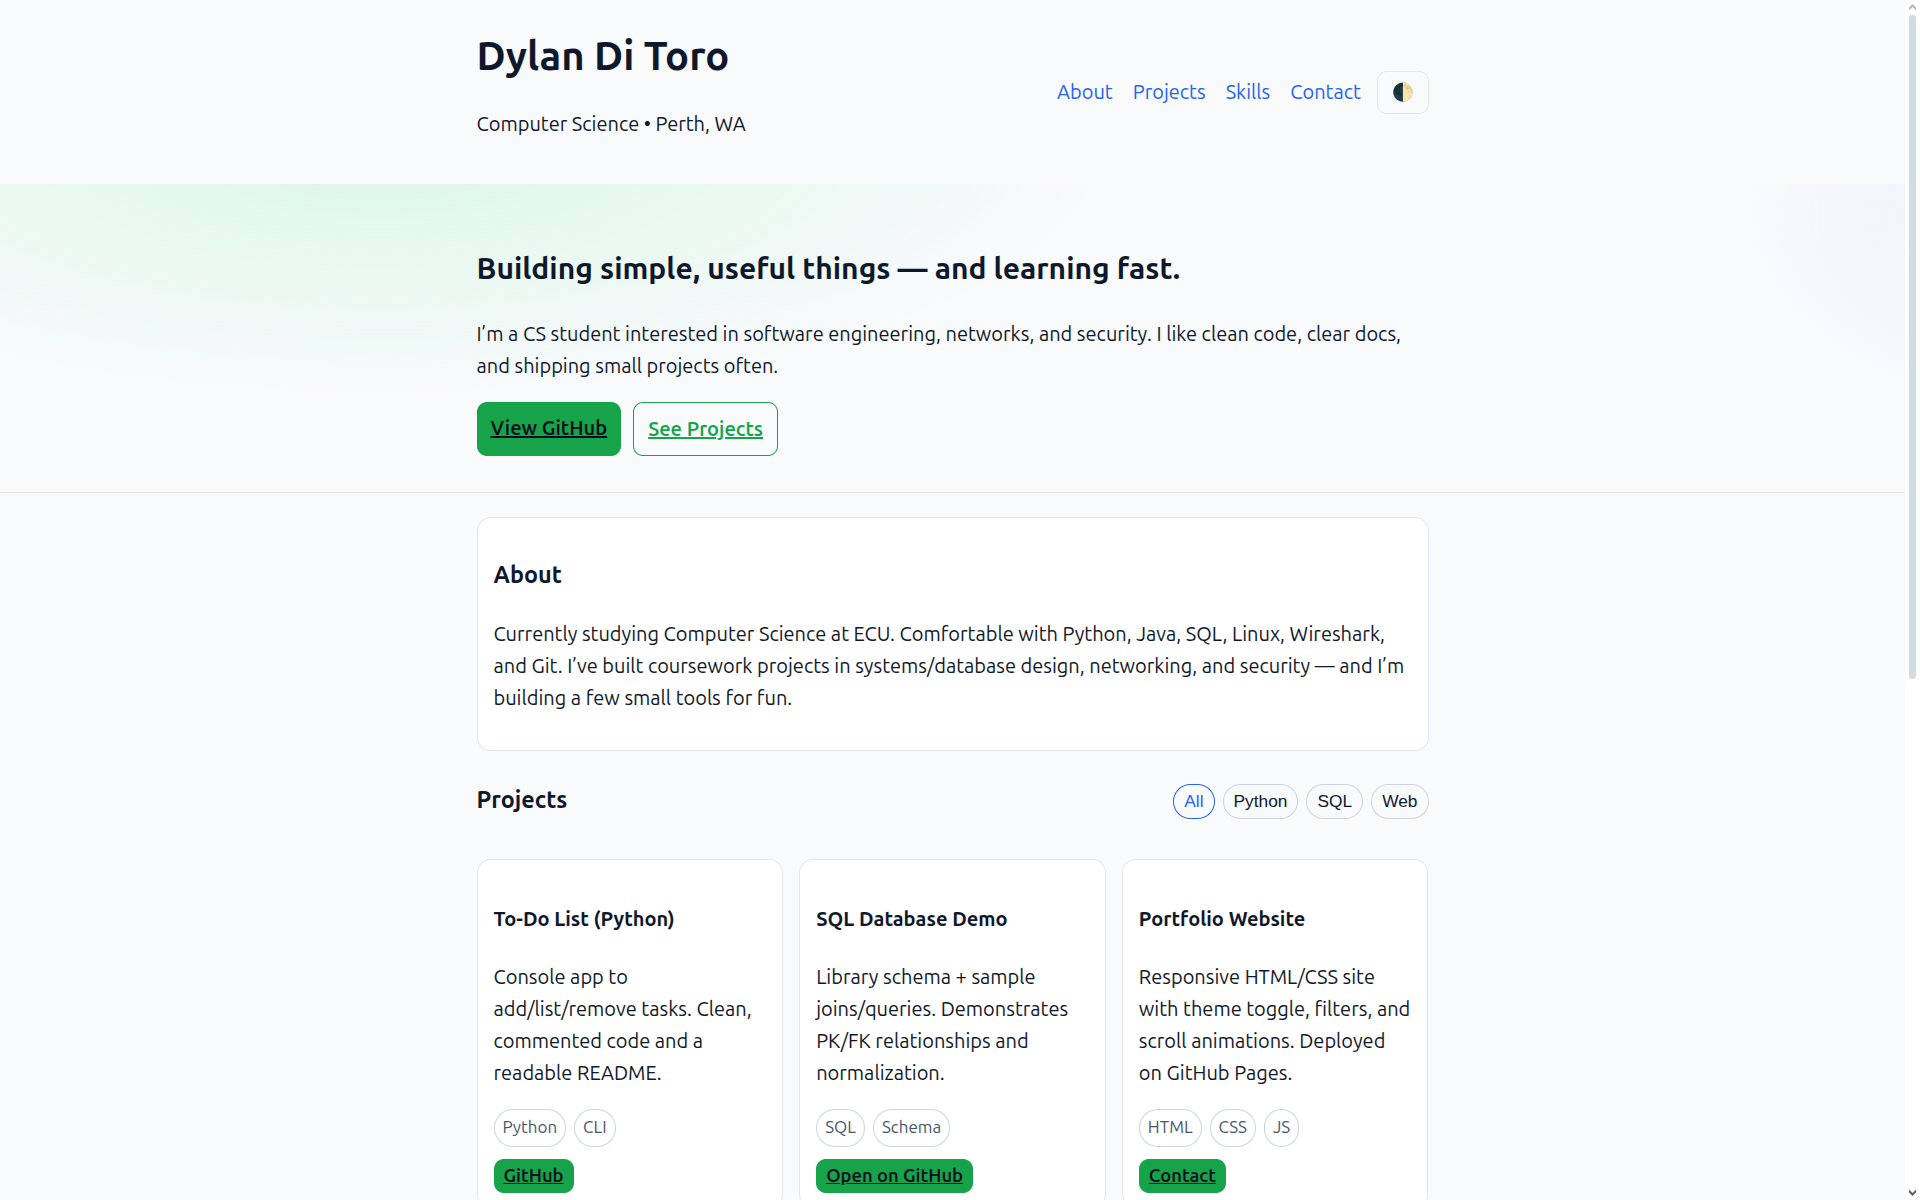 Dylan Di Toro
Computer Science • Perth, WA
About
Projects
Skills
Contact
Building simple, useful things — and learning fast.
I’m a CS student interested in software engineering, networks, and security. I like clean code, clear docs,
and shipping small projects often.
View GitHub
See Projects
About
Currently studying Computer Science at ECU. Comfortable with Python, Java, SQL, Linux, Wireshark,
and Git. I’ve built coursework projects in systems/database design, networking, and security — and I’m
building a few small tools for fun.
Projects
All
Python
SQL
Web
To-Do List (Python)
Console app to
add/list/remove tasks. Clean,
commented code and a
readable README.
Python
CLI
GitHub
SQL Database Demo
Library schema + sample
joins/queries. Demonstrates
PK/FK relationships and
normalization.
SQL
Schema
Open on GitHub
Portfolio Website
Responsive HTML/CSS site
with theme toggle, filters, and
scroll animations. Deployed
on GitHub Pages.
HTML
CSS
JS
Contact